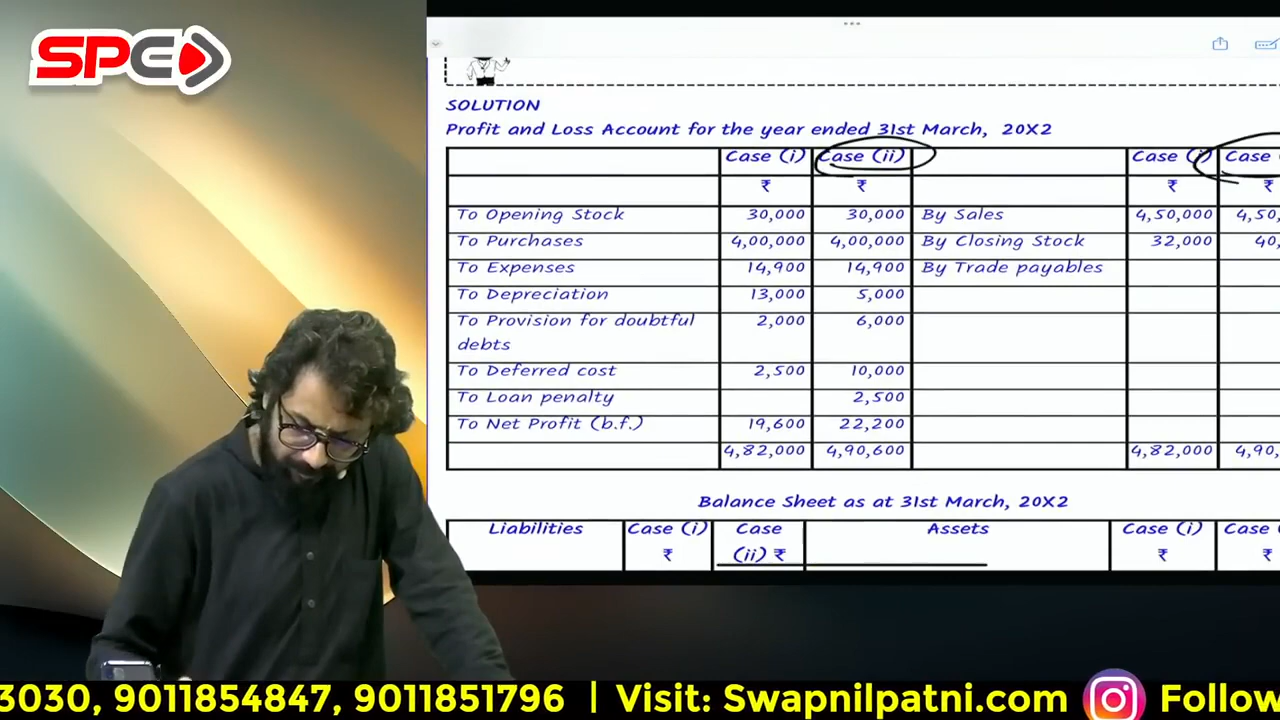 SPE
SOLUTION
Profit and Loss Account for the year ended 31st March, 20X2
Case (i) Case (ii) Case (i) Case
₹ ₹ ₹ ₹
To Opening Stock 30,000 30,000 By Sales 4,50,000 4,50,
To Purchases 4,00,000 4,00,000 By Closing Stock 32,000 40,
To Expenses 14,900 14,900 By Trade payables
To Depreciation 13,000 5,000
To Provision for doubtful 2,000 6,000
debts
To Deferred cost 2,500 10,000
To Loan penalty 2,500
To Net Profit (b.f.) 19,600 22,200
4,82,000 4,90,600 4,82,000 4,90,
Balance Sheet as at 31st March, 20X2
Liabilities Case (i) Case Assets Case (i) Case
₹ (ii) ₹ ₹ ₹
3030, 9011854847, 9011851796 | Visit: Swapnilpatni.com Follow